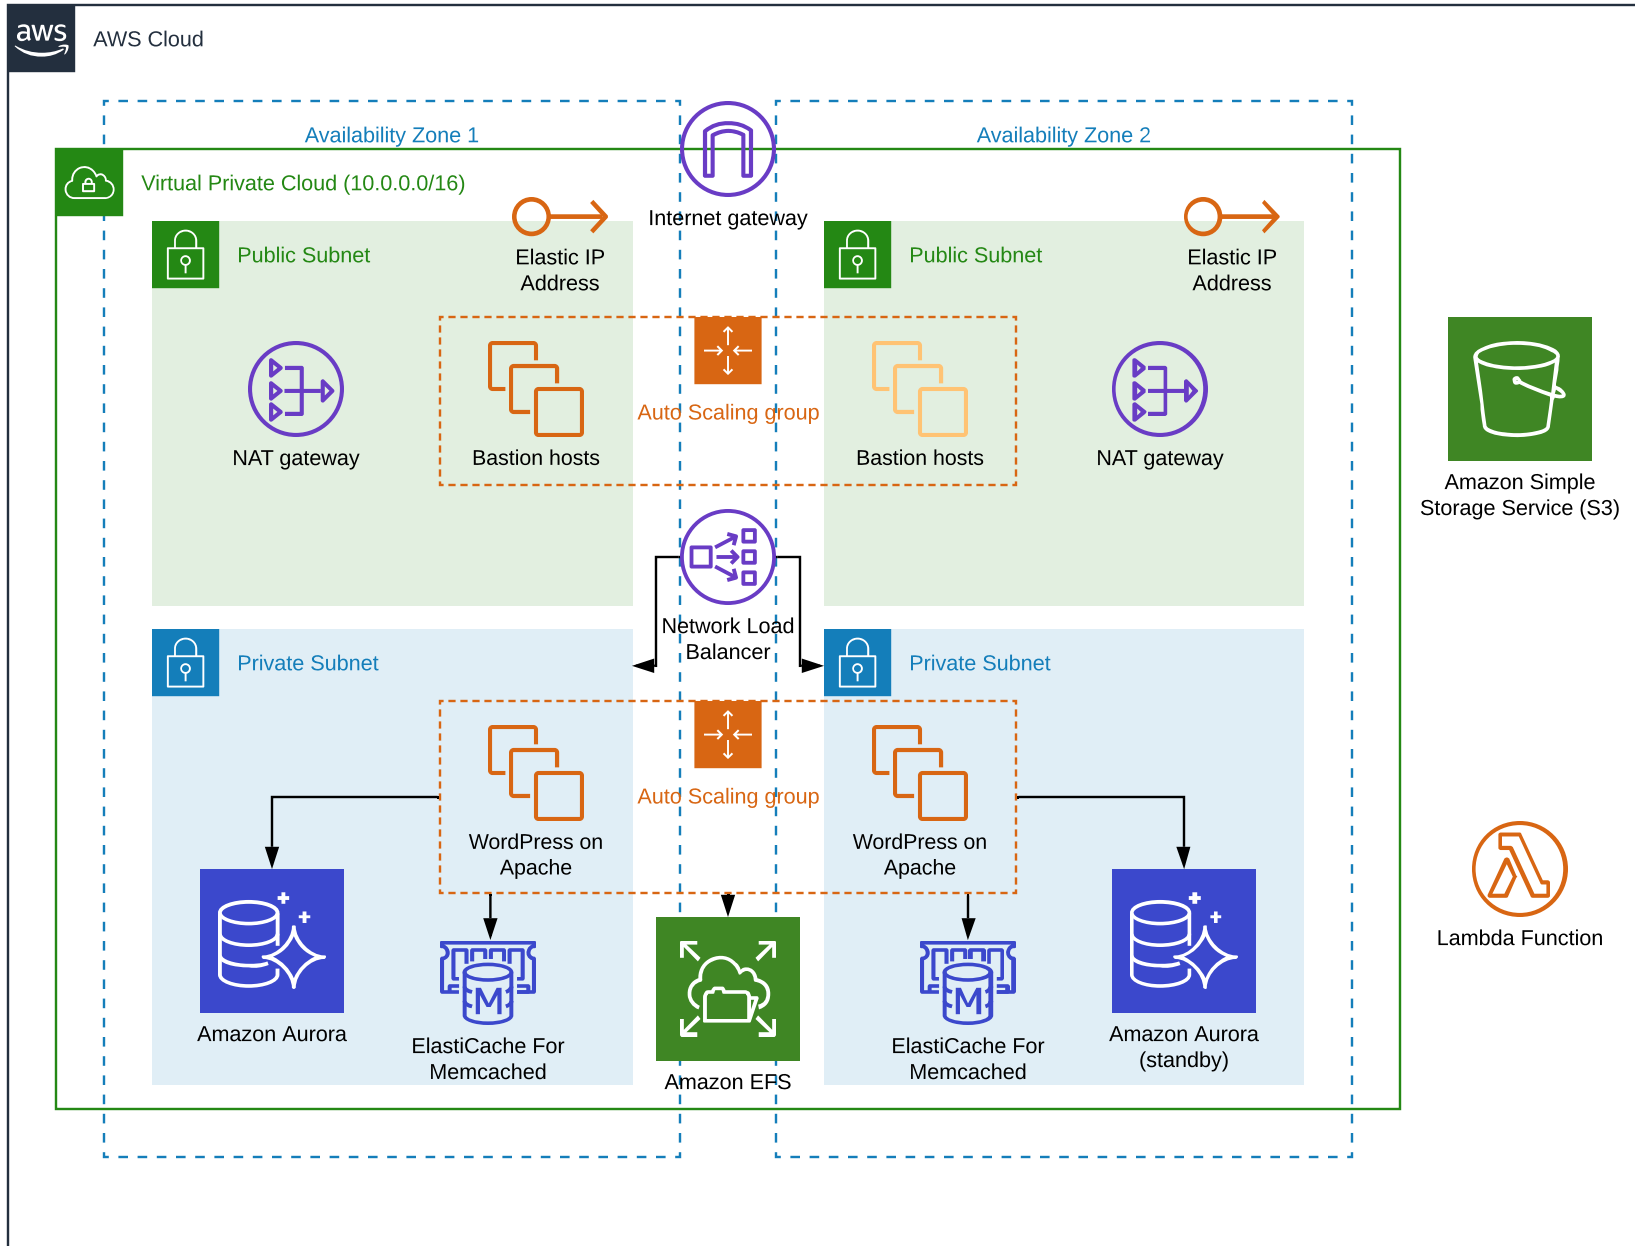 aws
AWS Cloud
Availability Zone 1
Availability Zone 2
Virtual Private Cloud (10.0.0.0/16)
Internet gateway
Public Subnet
Elastic IP
Address
Public Subnet
Elastic IP
Address
NAT gateway
Bastion hosts
Auto Scaling group
Bastion hosts
NAT gateway
Amazon Simple
Storage Service (S3)
Network Load
Balancer
Private Subnet
Private Subnet
WordPress on
Apache
Auto Scaling group
WordPress on
Apache
Lambda Function
Amazon Aurora
M
ElastiCache For
Memcached
Amazon EFS
M
ElastiCache For
Memcached
Amazon Aurora
(standby)